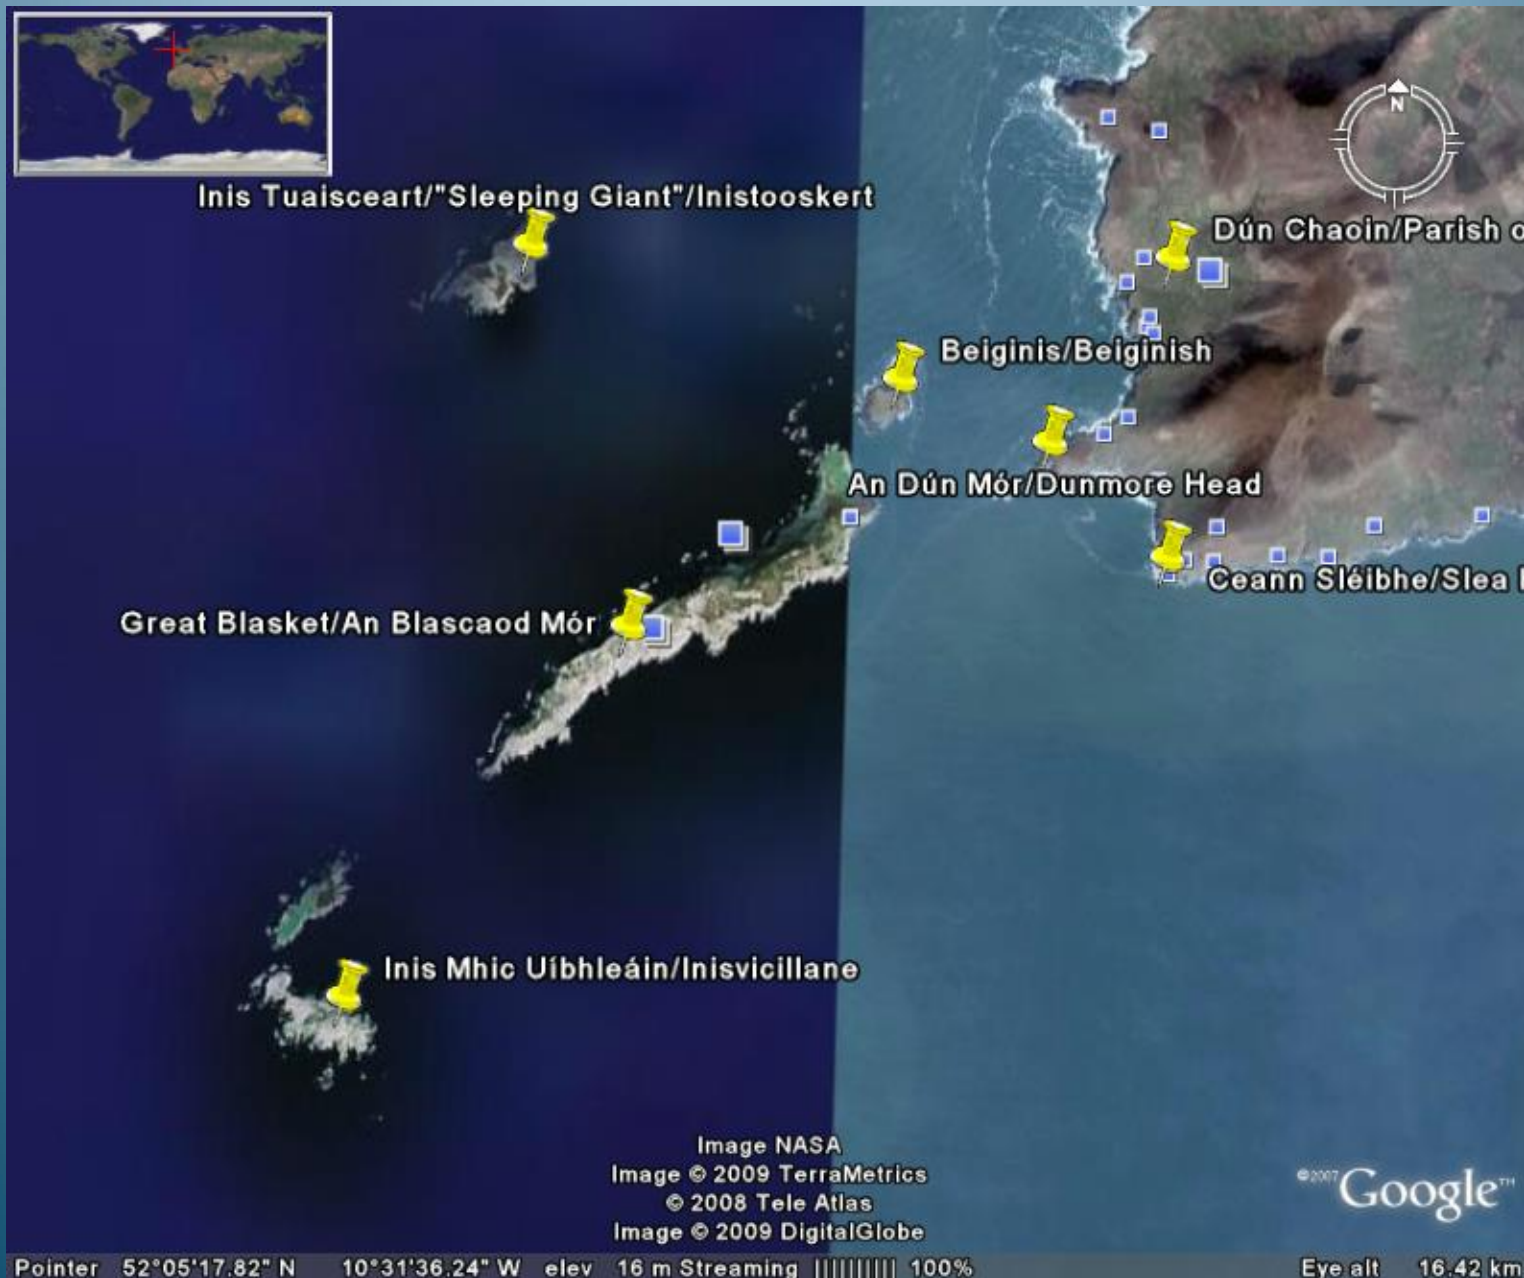 N
Inis Tuaisceart/"Sleeping Giant"/Inistooskert
Dún Chaoin/Parish o
Beiginis/Beiginish
An Dún Mór/Dunmore Head
Ceann Sléibhe/Slea
Great Blasket/An Blascaod Mór
Inis Mhic Uíbhleáin/Inisvicillane
Image NASA
Image © 2009 TerraMetrics
© 2008 Tele Atlas
Image © 2009 DigitalGlobe
©2007 Google™
Pointer 52°05'17.82" N 10°31'36.24" W elev 16 m Streaming |||||||||| 100% Eye alt 16.42 km